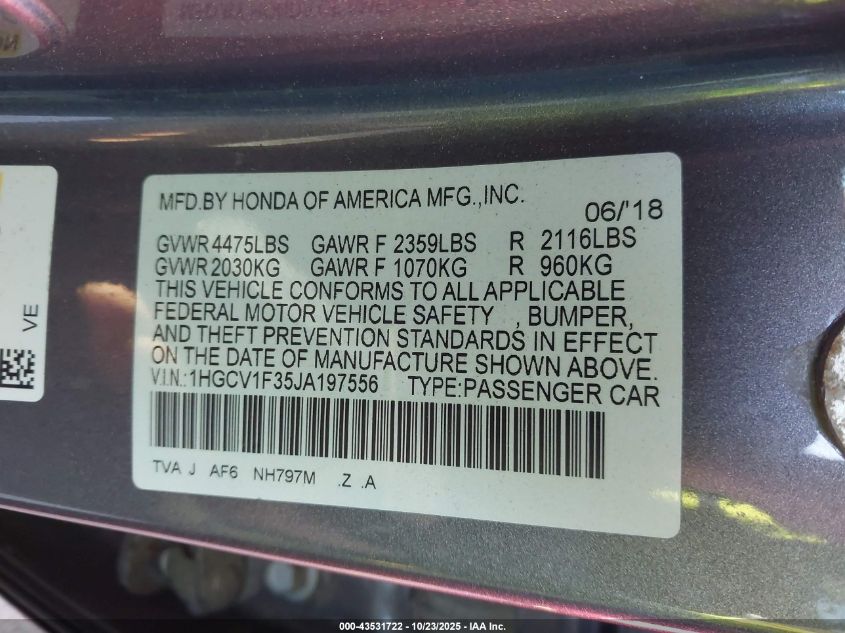 MFD.BY HONDA OF AMERICA MFG.,INC.
06/'18
GVWR 4475LBS GAWR F 2359LBS R 2116LBS
GVWR 2030KG GAWR F 1070KG R 960KG
THIS VEHICLE CONFORMS TO ALL APPLICABLE
FEDERAL MOTOR VEHICLE SAFETY , BUMPER,
AND THEFT PREVENTION STANDARDS IN EFFECT
ON THE DATE OF MANUFACTURE SHOWN ABOVE.
V.I.N.:1HGCV1F35JA197556 TYPE:PASSENGER CAR
TVA J AF6 NH797M .Z .A
VE
000-43531722 - 10/23/2025 - IAA Inc.